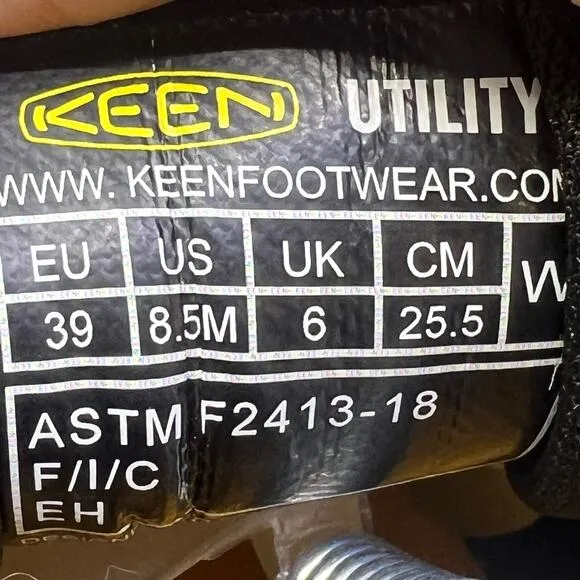 KEEN UTILITY
WWW. KEENFOOTWEAR.COM
EU US UK CM W
39 8.5M 6 25.5
ASTM F2413-18
F/I/C
EH